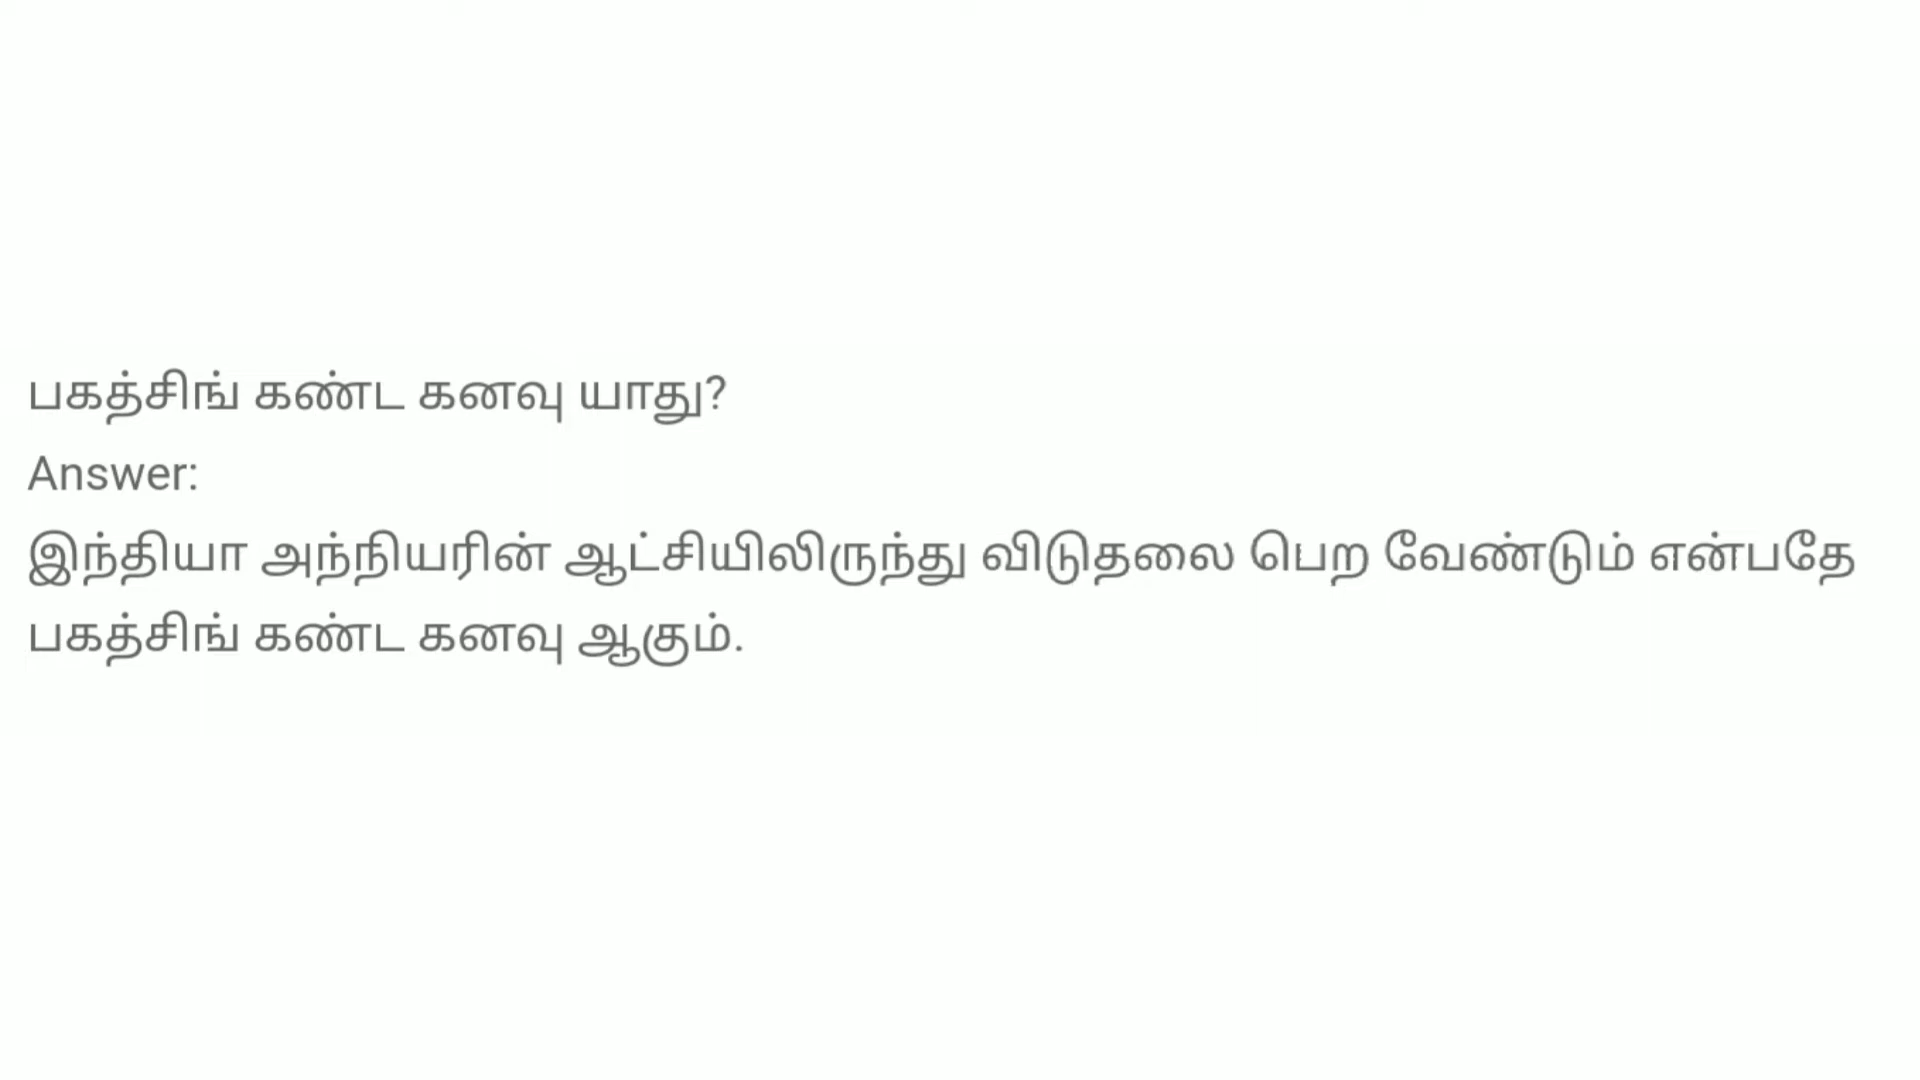 பகத்சிங் கண்ட கனவு யாது?
Answer:
இந்தியா அந்நியரின் ஆட்சியிலிருந்து விடுதலை பெற வேண்டும் என்பதே
பகத்சிங் கண்ட கனவு ஆகும்.